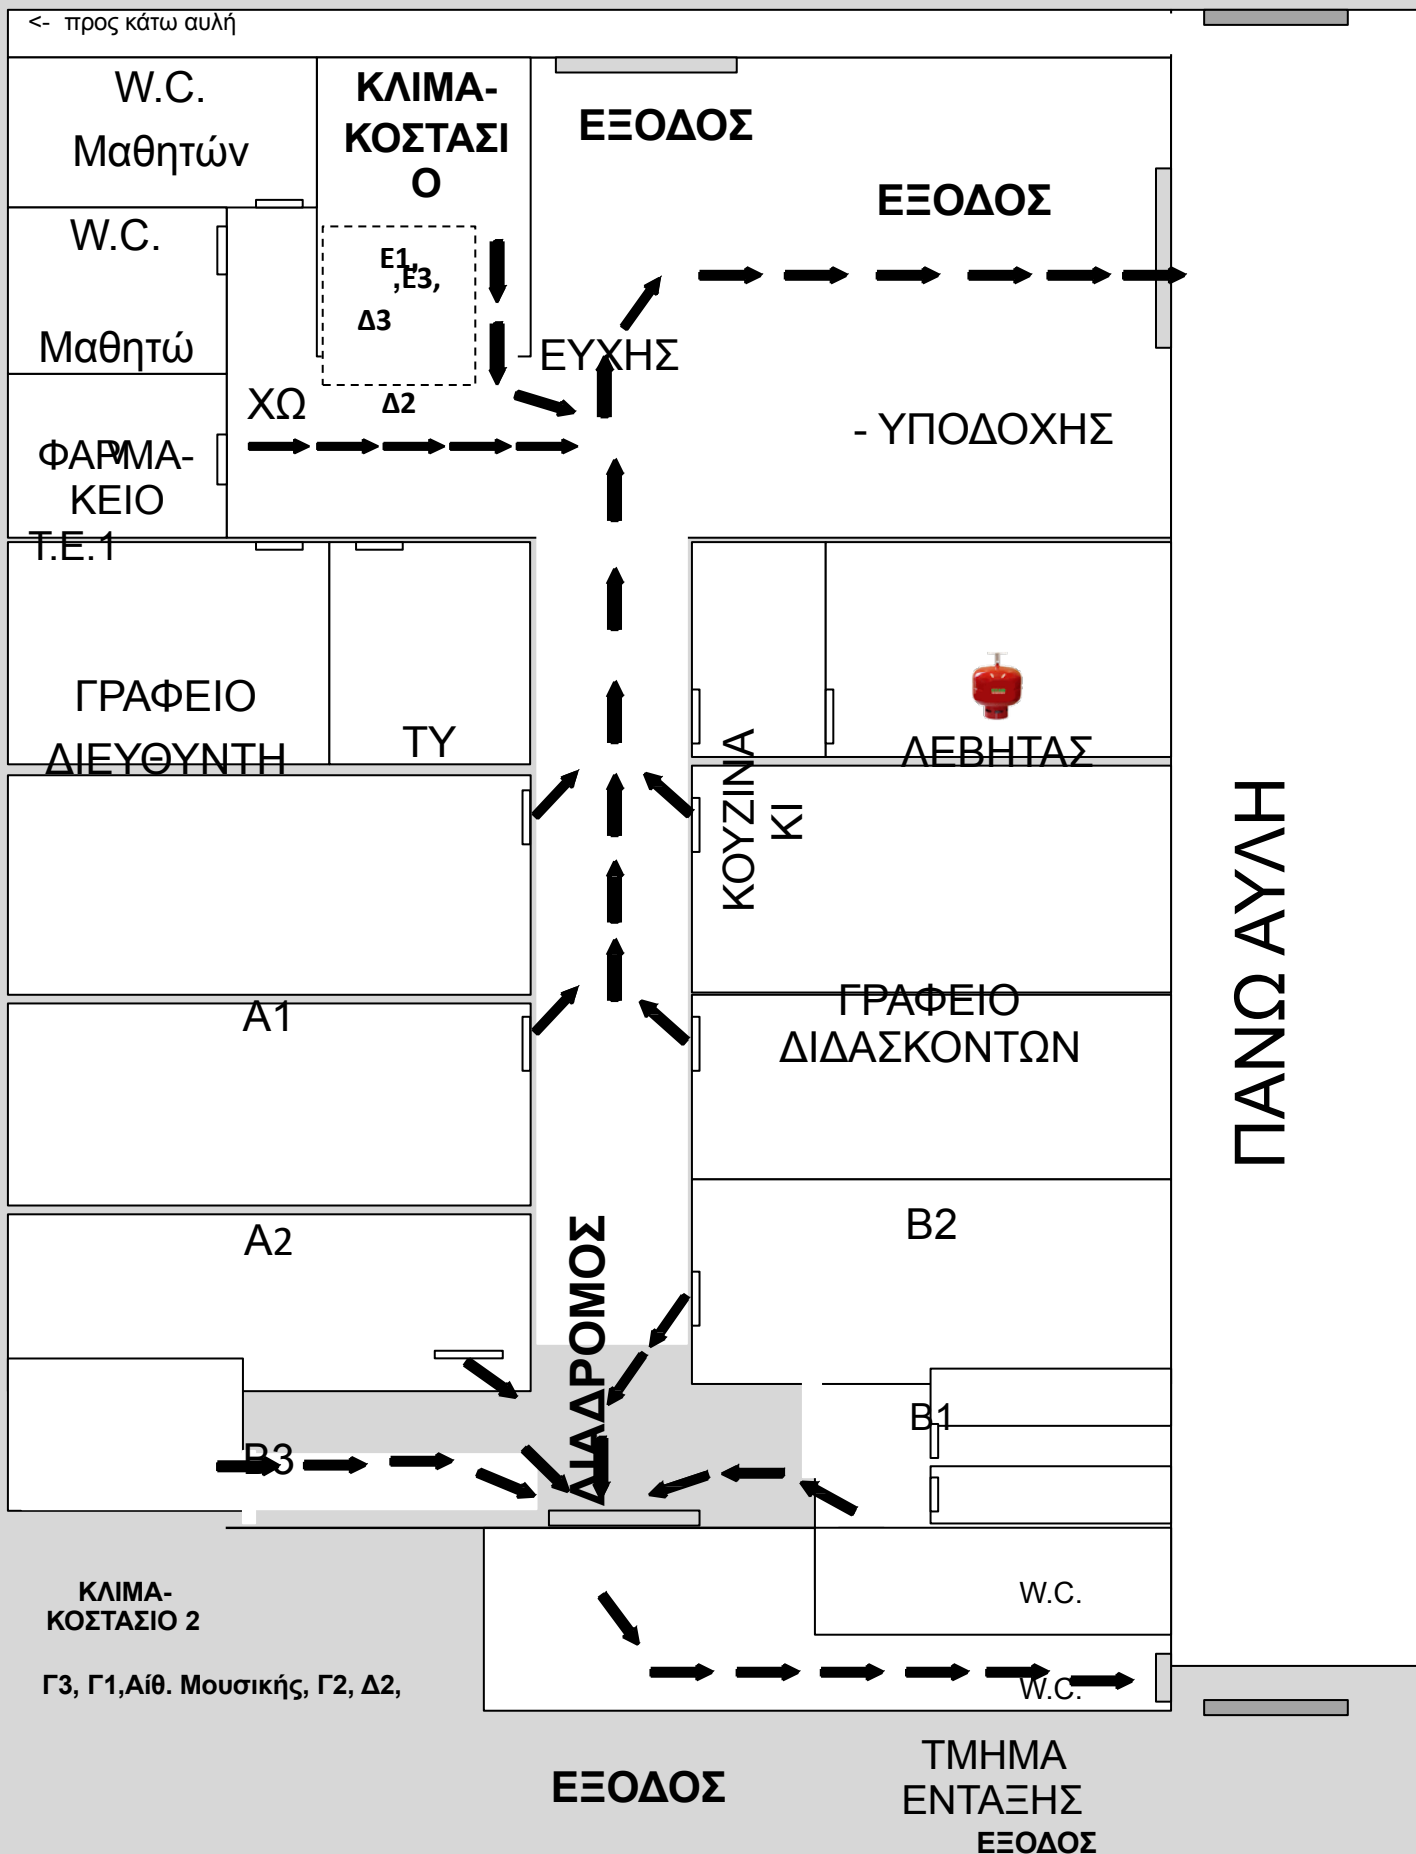 <- προς κάτω αυλή
W.C.
Μαθητών
ΚΛΙΜΑ-
ΚΟΣΤΑΣΙ
Ο
ΕΞΟΔΟΣ
ΕΞΟΔΟΣ
W.C.
Μαθητώ
ν
Ε1,
,Ε3,
Δ3
Δ2
ΧΩ
ΕΥΧΗΣ
- ΥΠΟΔΟΧΗΣ
ΦΑΡΜΑ-
ΚΕΙΟ
Τ.Ε.1
ΓΡΑΦΕΙΟ
ΔΙΕΥΘΥΝΤΗ
ΤΥ
ΚΟΥΖΙΝΑ
ΚΙ
ΛΕΒΗΤΑΣ
ΠΑΝΩ ΑΥΛΗ
Α1
ΓΡΑΦΕΙΟ
ΔΙΔΑΣΚΟΝΤΩΝ
Α2
Β2
ΔΙΑΔΡΟΜΟΣ
Β1
Β3
ΚΛΙΜΑ-
ΚΟΣΤΑΣΙΟ 2
Γ3, Γ1,Αίθ. Μουσικής, Γ2, Δ2,
W.C.
W.C.
ΕΞΟΔΟΣ
ΤΜΗΜΑ
ΕΝΤΑΞΗΣ
ΕΞΟΔΟΣ